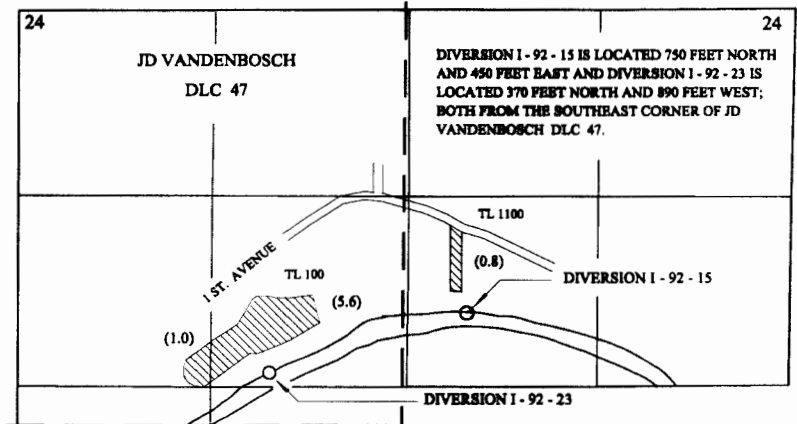 24
24
JD VANDENBOSCH
DLC 47
DIVERSION I - 92 - 15 IS LOCATED 750 FEET NORTH
AND 450 FEET EAST AND DIVERSION I - 92 - 23 IS
LOCATED 370 FEET NORTH AND 890 FEET WEST;
BOTH FROM THE SOUTHEAST CORNER OF JD
VANDENBOSCH DLC 47.
TL 1100
1 ST. AVENUE
(0.8)
TL 100
DIVERSION I - 92 - 15
(5.6)
(1.0)
DIVERSION I - 92 - 23